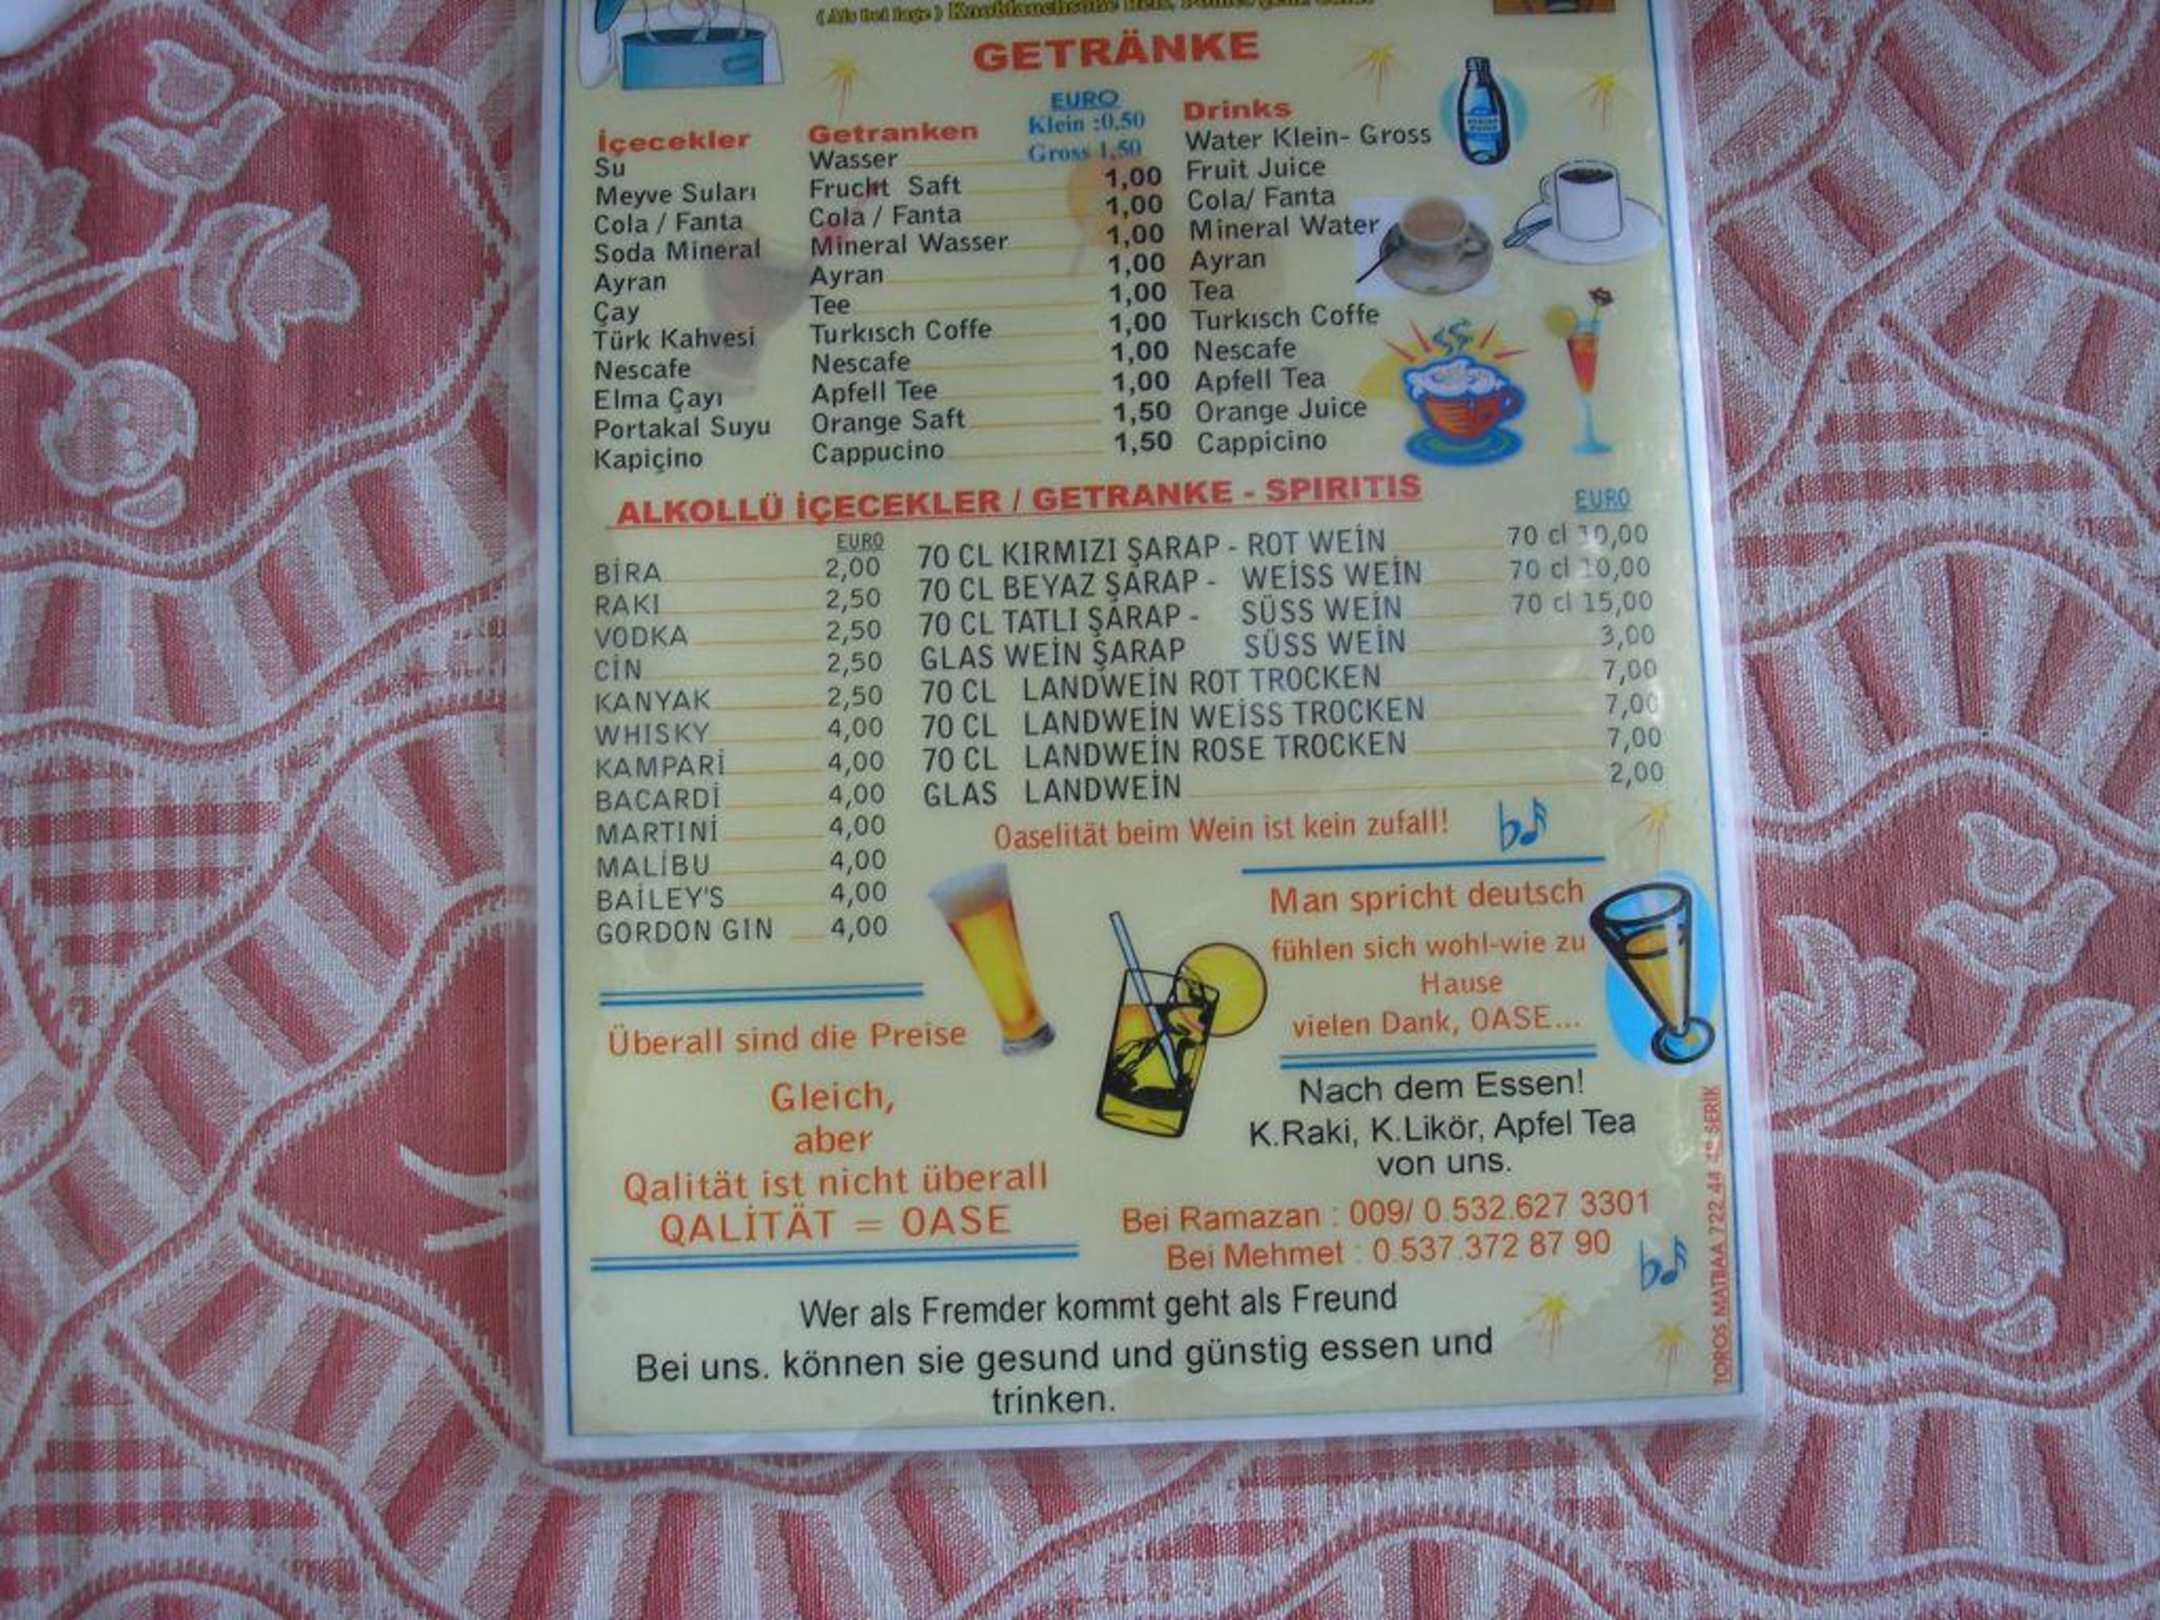 ( Als bei lage ) Knoblauchsoße Reis, Pomes
GETRÄNKE
İçecekler Getranken EURO Drinks
Su Wasser Klein :0,50 Gross 1,50 Water Klein- Gross
Meyve Suları Frucht Saft 1,00 Fruit Juice
Cola / Fanta Cola / Fanta 1,00 Cola/ Fanta
Soda Mineral Mineral Wasser 1,00 Mineral Water
Ayran Ayran 1,00 Ayran
Çay Tee 1,00 Tea
Türk Kahvesi Turkısch Coffe 1,00 Turkısch Coffe
Nescafe Nescafe 1,00 Nescafe
Elma Çayı Apfell Tee 1,00 Apfell Tea
Portakal Suyu Orange Saft 1,50 Orange Juice
Kapiçino Cappucino 1,50 Cappicino
ALKOLLÜ İÇECEKLER / GETRANKE - SPIRITIS
EURO
BİRA 2,00
RAKI 2,50
VODKA 2,50
CİN 2,50
KANYAK 2,50
WHISKY 4,00
KAMPARİ 4,00
BACARDİ 4,00
MARTINİ 4,00
MALİBU 4,00
BAİLEY'S 4,00
GORDON GIN 4,00
EURO
70 CL KIRMIZI ŞARAP - ROT WEİN 70 cl 10,00
70 CL BEYAZ ŞARAP - WEİSS WEİN 70 cl 10,00
70 CL TATLI ŞARAP - SÜSS WEİN 70 cl 15,00
GLAS WEİN ŞARAP SÜSS WEİN 3,00
70 CL LANDWEİN ROT TROCKEN 7,00
70 CL LANDWEİN WEİSS TROCKEN 7,00
70 CL LANDWEİN ROSE TROCKEN 7,00
GLAS LANDWEİN 2,00
Oaselität beim Wein ist kein zufall!
Man spricht deutsch
fühlen sich wohl-wie zu
Hause
vielen Dank, OASE...
Überall sind die Preise
Gleich,
aber
Qalität ist nicht überall
QALİTÄT = OASE
Nach dem Essen!
K.Raki, K.Likör, Apfel Tea
von uns.
Bei Ramazan : 009/ 0.532.627 3301
Bei Mehmet : 0.537.372 87 90
Wer als Fremder kommt geht als Freund
Bei uns. können sie gesund und günstig essen und
trinken.
TOROS MATBAA 722 44 SERİK